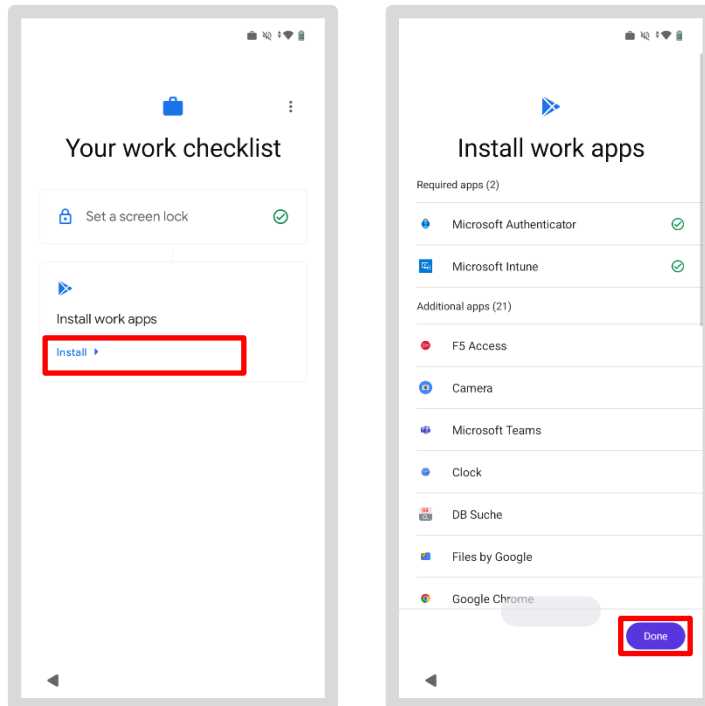 Your work checklist
Set a screen lock
Install work apps
Install
Install work apps
Required apps (2)
Microsoft Authenticator
Microsoft Intune
Additional apps (21)
F5 Access
Camera
Microsoft Teams
Clock
DB Suche
Files by Google
Google Chrome
Done